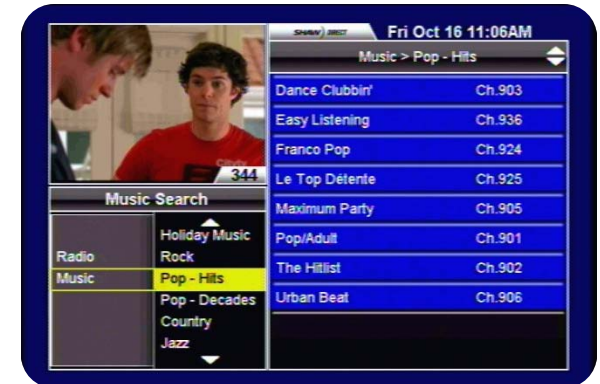 SHAW) DIRECT
Fri Oct 16 11:06AM
Music > Pop - Hits
Dance Clubbin' Ch.903
Easy Listening Ch.936
Franco Pop Ch.924
Le Top Détente Ch.925
Maximum Party Ch.905
Pop/Adult Ch.901
The Hitlist Ch.902
Urban Beat Ch.906
Citytv
344
Music Search
Holiday Music
Radio Rock
Music Pop - Hits
Pop - Decades
Country
Jazz